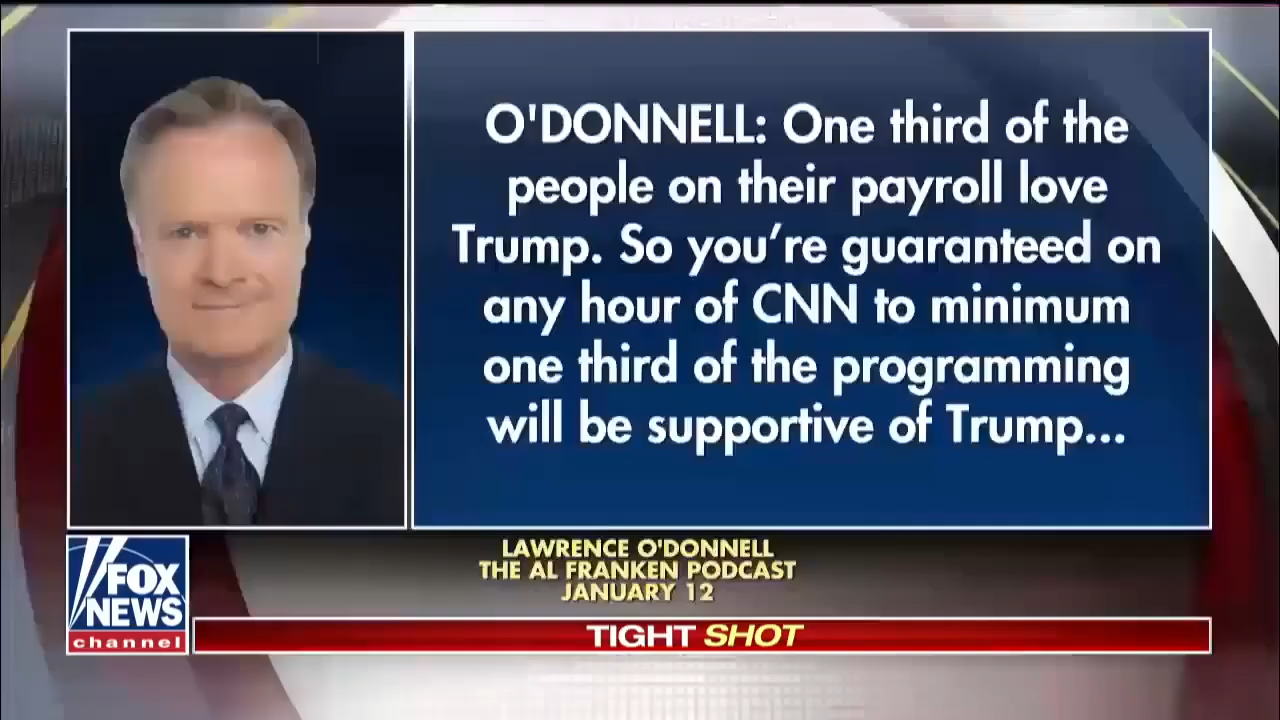 O'DONNELL: One third of the
people on their payroll love
Trump. So you’re guaranteed on
any hour of CNN to minimum
one third of the programming
will be supportive of Trump...
LAWRENCE O'DONNELL
THE AL FRANKEN PODCAST
JANUARY 12
FOX
NEWS
channel
TIGHT SHOT